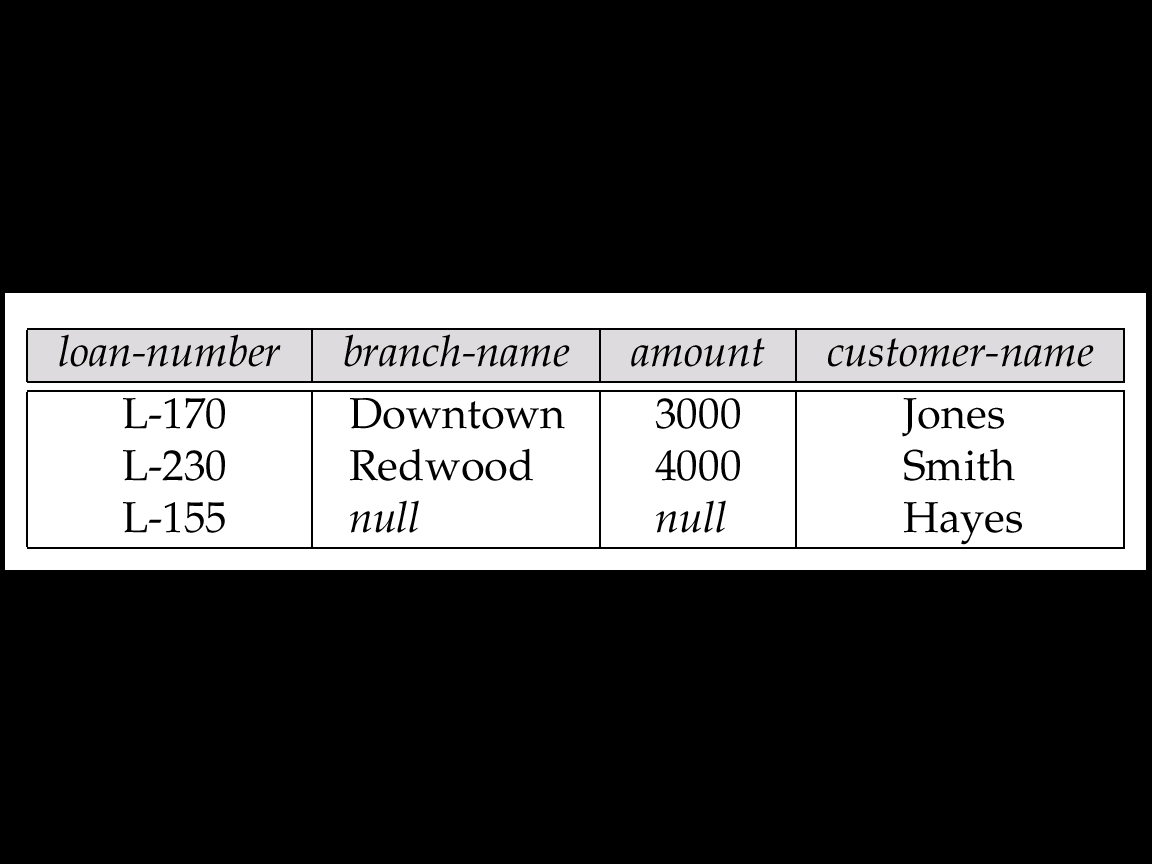 loan-number branch-name amount customer-name
L-170 Downtown 3000 Jones
L-230 Redwood 4000 Smith
L-155 null null Hayes